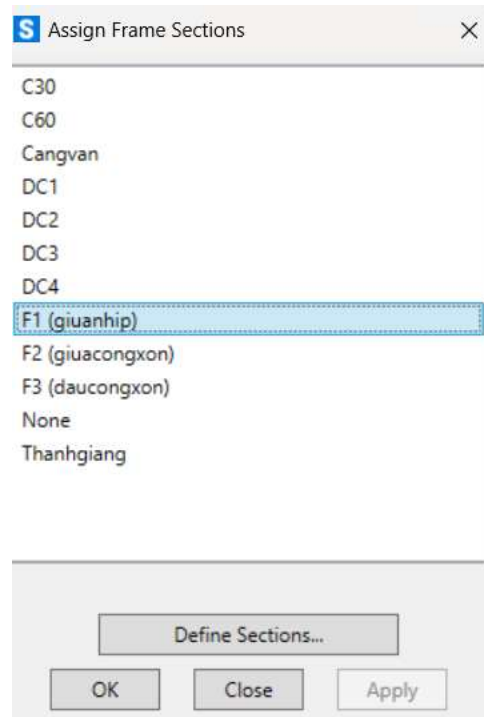 S Assign Frame Sections
C30
C60
Cangvan
DC1
DC2
DC3
DC4
F1 (giuanhip)
F2 (giuacongxon)
F3 (daucongxon)
None
Thanhgiang
Define Sections...
OK Close Apply